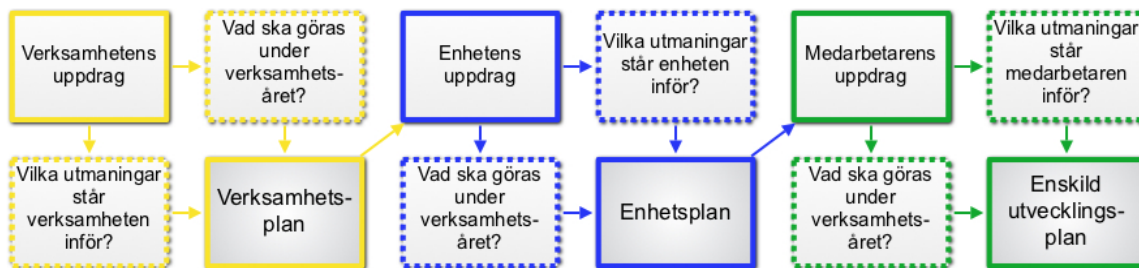 Verksamhetens
uppdrag
Vad ska göras
under
verksamhets-
året?
Enhetens
uppdrag
Vilka utmaningar
står enheten
inför?
Medarbetarens
uppdrag
Vilka utmaningar
står
medarbetaren
inför?
Vilka utmaningar
står
verksamheten
inför?
Verksamhets-
plan
Vad ska göras
under
verksamhets-
året?
Enhetsplan
Vad ska göras
under
verksamhets-
året?
Enskild
utvecklings-
plan